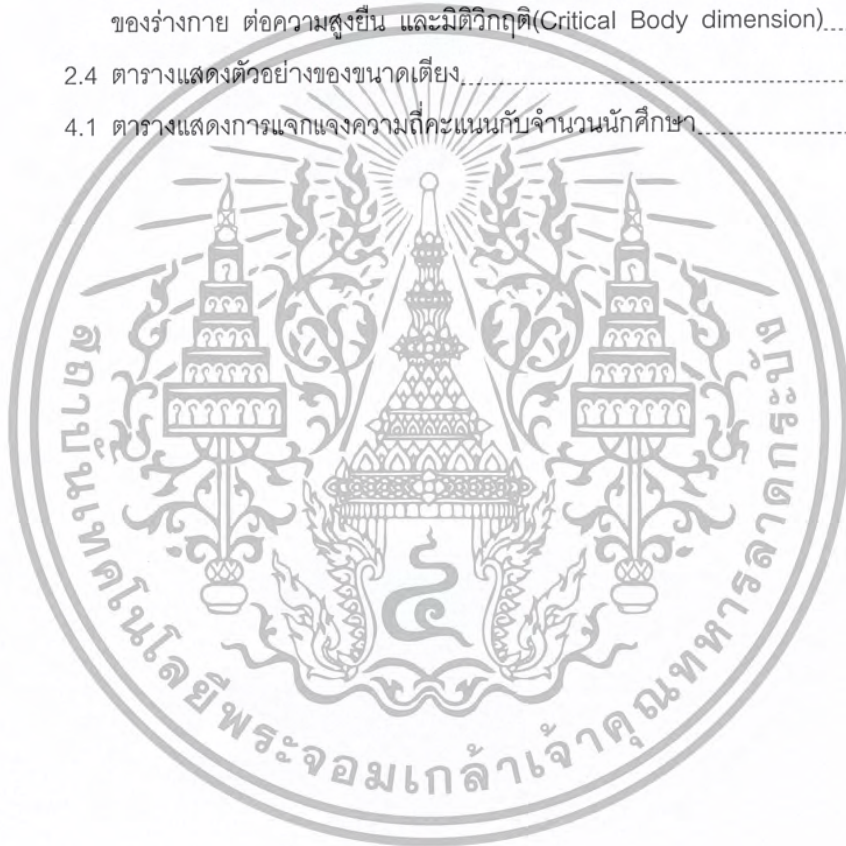 ของร่างกาย ต่อความสูงยืน และมิติวิกฤติ(Critical Body dimension)....
2.4 ตารางแสดงตัวอย่างของขนาดเตียง................................................
4.1 ตารางแสดงการแจกแจงความถี่คะแนนกับจำนวนนักศึกษา....................
สถาบันเทคโนโลยีพระจอมเกล้าเจ้าคุณทหารลาดกระบัง
๔